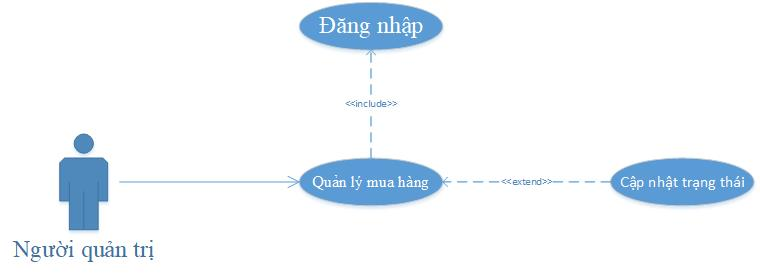 Đăng nhập
<<include>>
Quản lý mua hàng
<<extend>>
Cập nhật trạng thái
Người quản trị